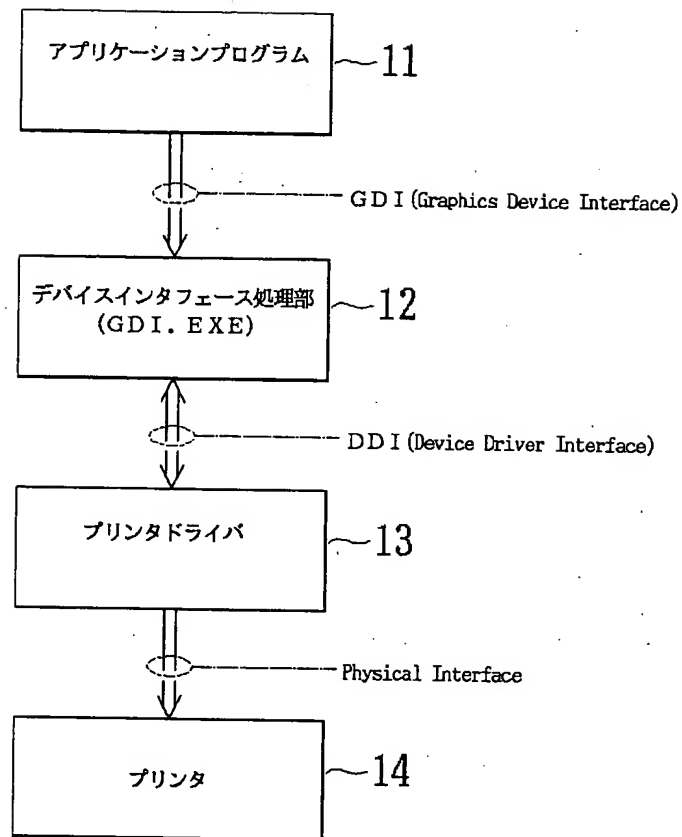 アプリケーションプログラム
11
GDI(Graphics Device Interface)
デバイスインタフェース処理部
(GDI.EXE)
12
DDI(Device Driver Interface)
プリンタドライバ
13
Physical Interface
プリンタ
14